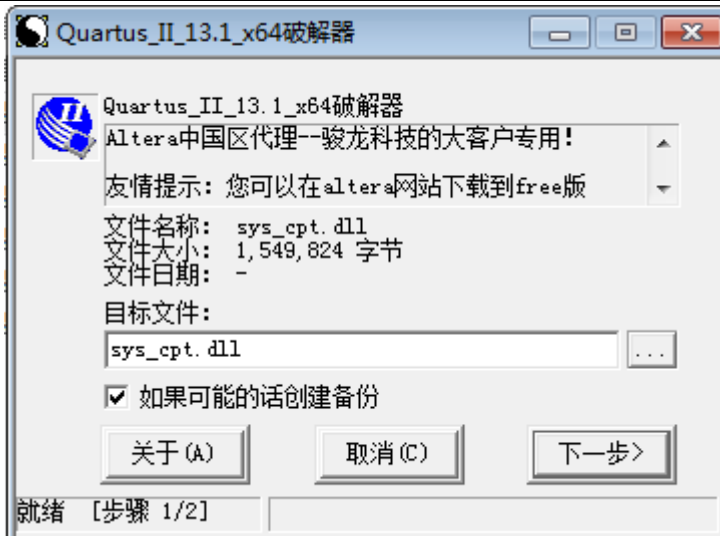 Quartus_II_13.1_x64破解器
Quartus_II_13.1_x64破解器
Altera中国区代理--骏龙科技的大客户专用!
友情提示: 您可以在altera网站下载到free版
文件名称: sys_cpt.dll
文件大小: 1,549,824 字节
文件日期: -
目标文件:
sys_cpt.dll
...
如果可能的话创建备份
关于(A)
取消(C)
下一步>
就绪 [步骤 1/2]